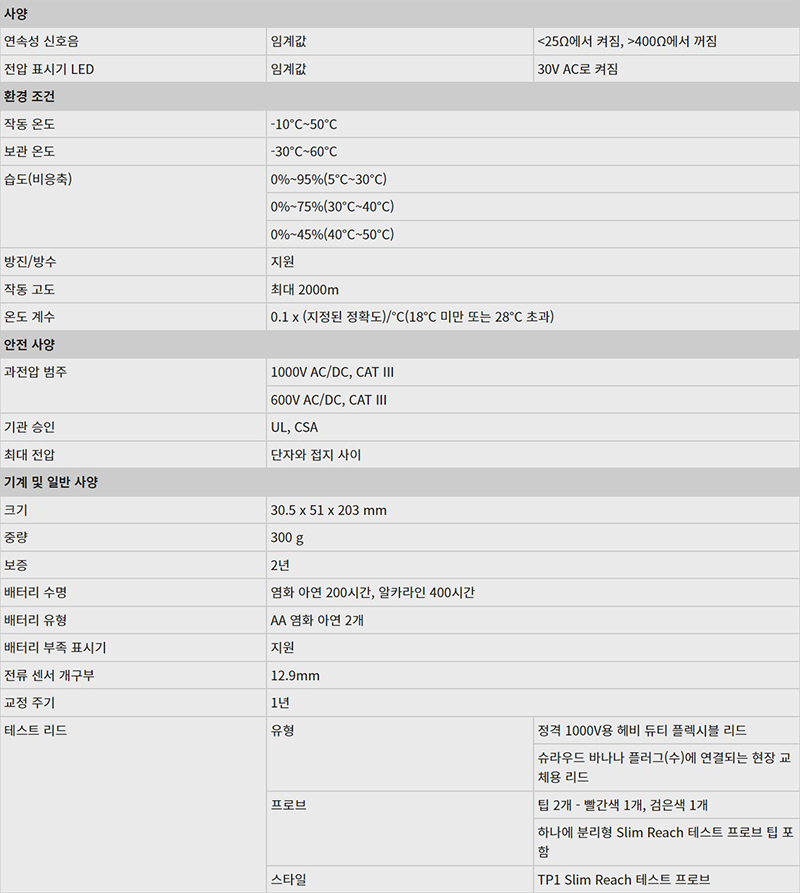 사양
연속성 신호음 임계값 <25Ω에서 켜짐, >400Ω에서 꺼짐
전압 표시기 LED 임계값 30V AC로 켜짐
환경 조건
작동 온도 -10°C~50°C
보관 온도 -30°C~60°C
습도(비응축) 0%~95%(5°C~30°C)
0%~75%(30°C~40°C)
0%~45%(40°C~50°C)
방진/방수 지원
작동 고도 최대 2000m
온도 계수 0.1 x (지정된 정확도)/°C(18°C 미만 또는 28°C 초과)
안전 사양
과전압 범주 1000V AC/DC, CAT III
600V AC/DC, CAT III
기관 승인 UL, CSA
최대 전압 단자와 접지 사이
기계 및 일반 사양
크기 30.5 x 51 x 203 mm
중량 300 g
보증 2년
배터리 수명 염화 아연 200시간, 알카라인 400시간
배터리 유형 AA 염화 아연 2개
배터리 부족 표시기 지원
전류 센서 개구부 12.9mm
교정 주기 1년
테스트 리드 유형 정격 1000V용 헤비 듀티 플렉시블 리드
슈라우드 바나나 플러그(수)에 연결되는 현장 교
체용 리드
프로브 팁 2개 - 빨간색 1개, 검은색 1개
하나에 분리형 Slim Reach 테스트 프로브 팁 포
함
스타일 TP1 Slim Reach 테스트 프로브